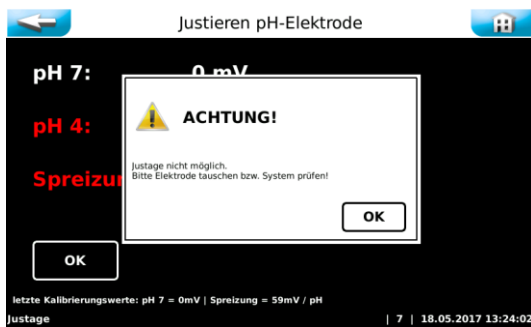 Justieren pH-Elektrode
pH 7: 0 mV
ACHTUNG!
pH 4:
Justage nicht möglich.
Bitte Elektrode tauschen bzw. System prüfen!
Spreizu
OK
OK
letzte Kalibrierungswerte: pH 7 = 0mV | Spreizung = 59mV / pH
Justage | 7 | 18.05.2017 13:24:02